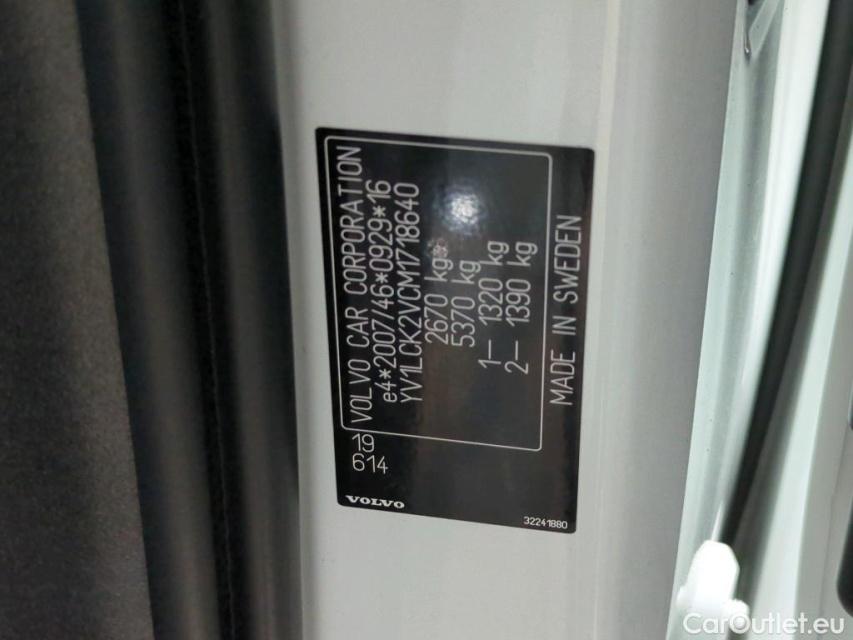 VOLVO CAR CORPORATION
e4*2007/46*0929*16
YV1LCK2VCM1718640
2670 kg
5370 kg
1– 1320 kg
2– 1390 kg
MADE IN SWEDEN
19
614
VOLVO
32241880
CarOutlet.eu